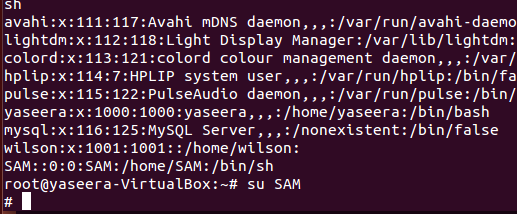 sh
avahi:x:111:117:Avahi mDNS daemon,,,:/var/run/avahi-daemo
lightdm:x:112:118:Light Display Manager:/var/lib/lightdm:
colord:x:113:121:colord colour management daemon,,,:/var/
hplip:x:114:7:HPLIP system user,,,:/var/run/hplip:/bin/fa
pulse:x:115:122:PulseAudio daemon,,,:/var/run/pulse:/bin/
yaseera:x:1000:1000:yaseera,,,:/home/yaseera:/bin/bash
mysql:x:116:125:MySQL Server,,,:/nonexistent:/bin/false
wilson:x:1001:1001::/home/wilson:
SAM::0:0:SAM:/home/SAM:/bin/sh
root@yaseera-VirtualBox:~# su SAM
#